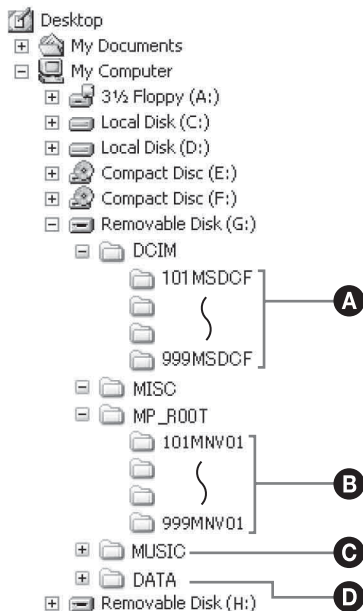 Desktop
My Documents
My Computer
3½ Floppy (A:)
Local Disk (C:)
Local Disk (D:)
Compact Disc (E:)
Compact Disc (F:)
Removable Disk (G:)
DCIM
101MSDCF
A
999MSDCF
MISC
MP_ROOT
101MNV01
B
999MNV01
MUSIC
C
DATA
D
Removable Disk (H:)